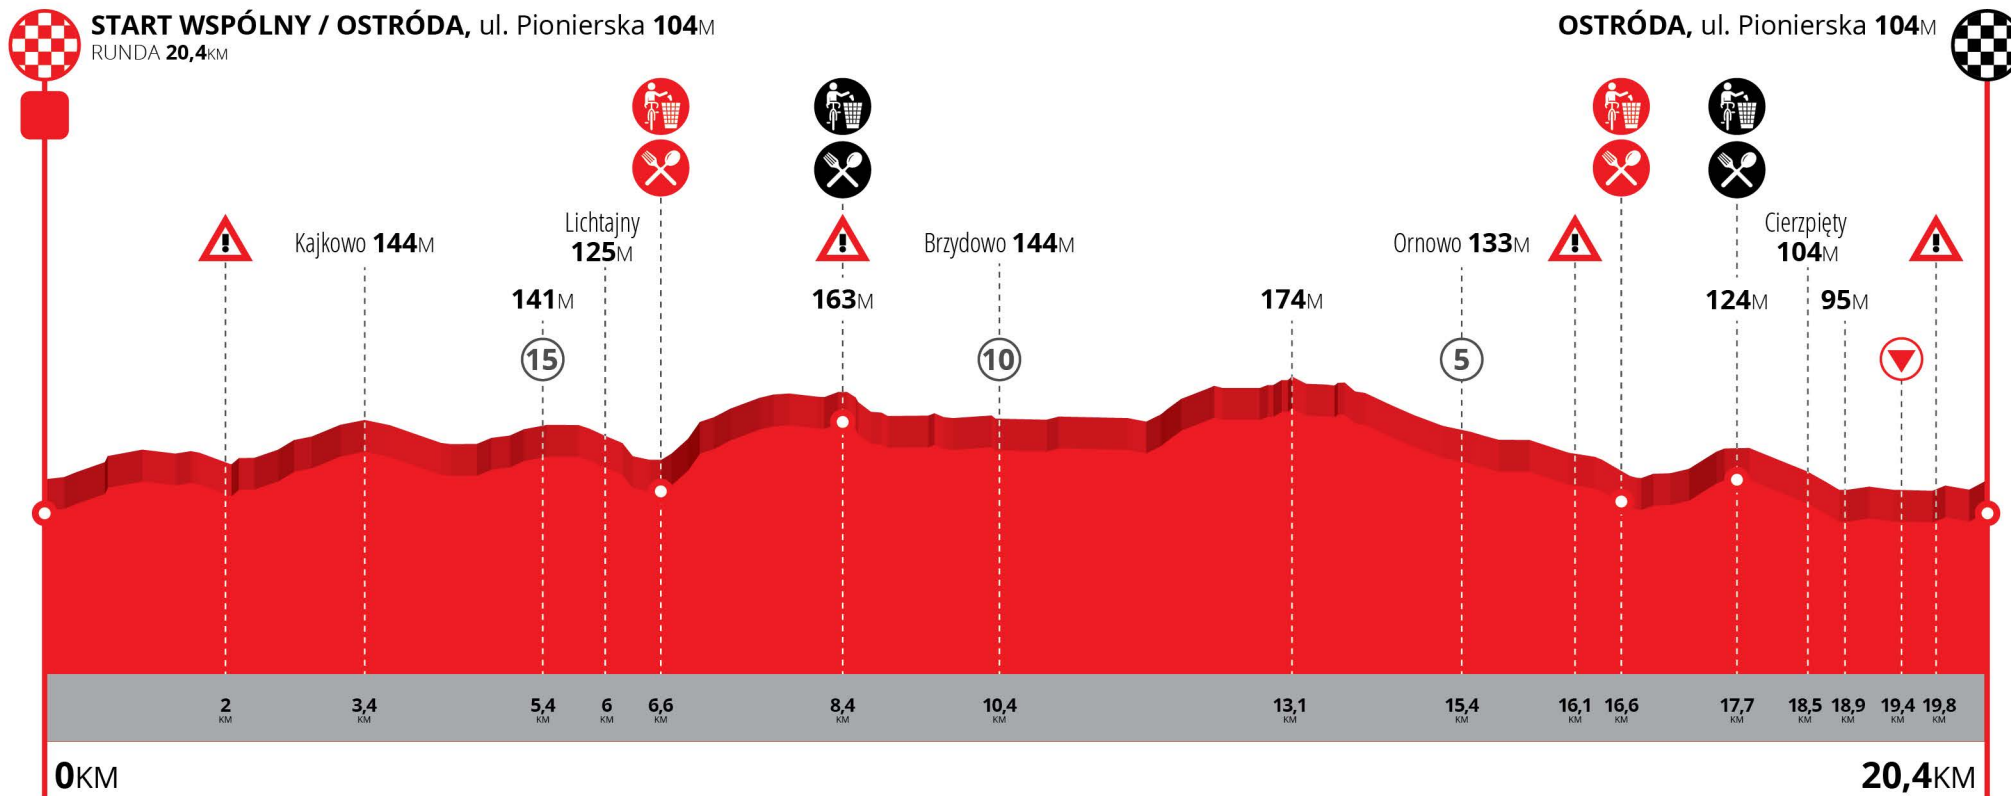 START WSPÓLNY / OSTRÓDA, ul. Pionierska 104M
RUNDA 20,4KM
OSTRÓDA, ul. Pionierska 104M
Kajkowo 144M
Lichtajny
125M
Brzydowo 144M
Ornowo 133M
Cierzpięty
104M
141M
163M
174M
124M
95M
15
10
5
2 KM
3,4 KM
5,4 KM
6 KM
6,6 KM
8,4 KM
10,4 KM
13,1 KM
15,4 KM
16,1 KM
16,6 KM
17,7 KM
18,5 KM
18,9 KM
19,4 KM
19,8 KM
0KM
20,4KM